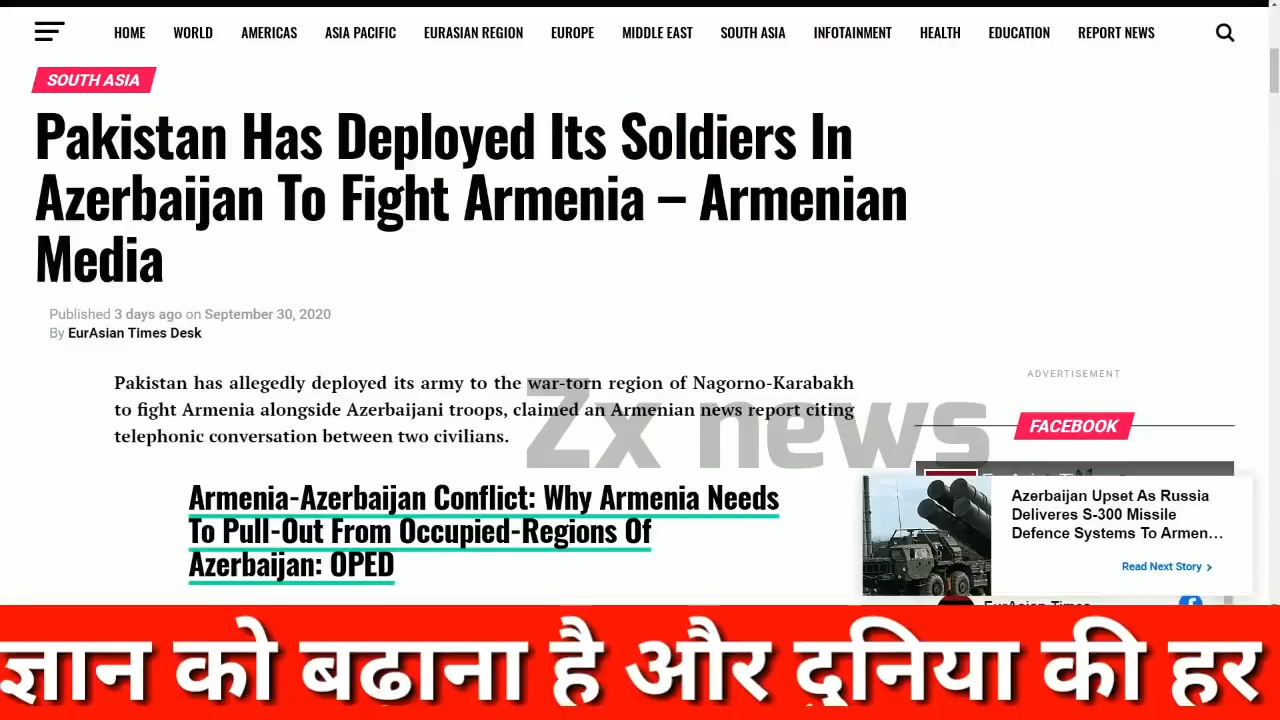 HOME WORLD AMERICAS ASIA PACIFIC EURASIAN REGION EUROPE MIDDLE EAST SOUTH ASIA INFOTAINMENT HEALTH EDUCATION REPORT NEWS
SOUTH ASIA
Pakistan Has Deployed Its Soldiers In
Azerbaijan To Fight Armenia – Armenian
Media
Published 3 days ago on September 30, 2020
By EurAsian Times Desk
Pakistan has allegedly deployed its army to the war-torn region of Nagorno-Karabakh
to fight Armenia alongside Azerbaijani troops, claimed an Armenian news report citing
telephonic conversation between two civilians.
Zx news
Armenia-Azerbaijan Conflict: Why Armenia Needs
To Pull-Out From Occupied-Regions Of
Azerbaijan: OPED
ADVERTISEMENT
FACEBOOK
Azerbaijan Upset As Russia
Deliveres S-300 Missile
Defence Systems To Armen...
Read Next Story
EurAsian Times
ज्ञान को बढ़ाना है और दुनिया की हर